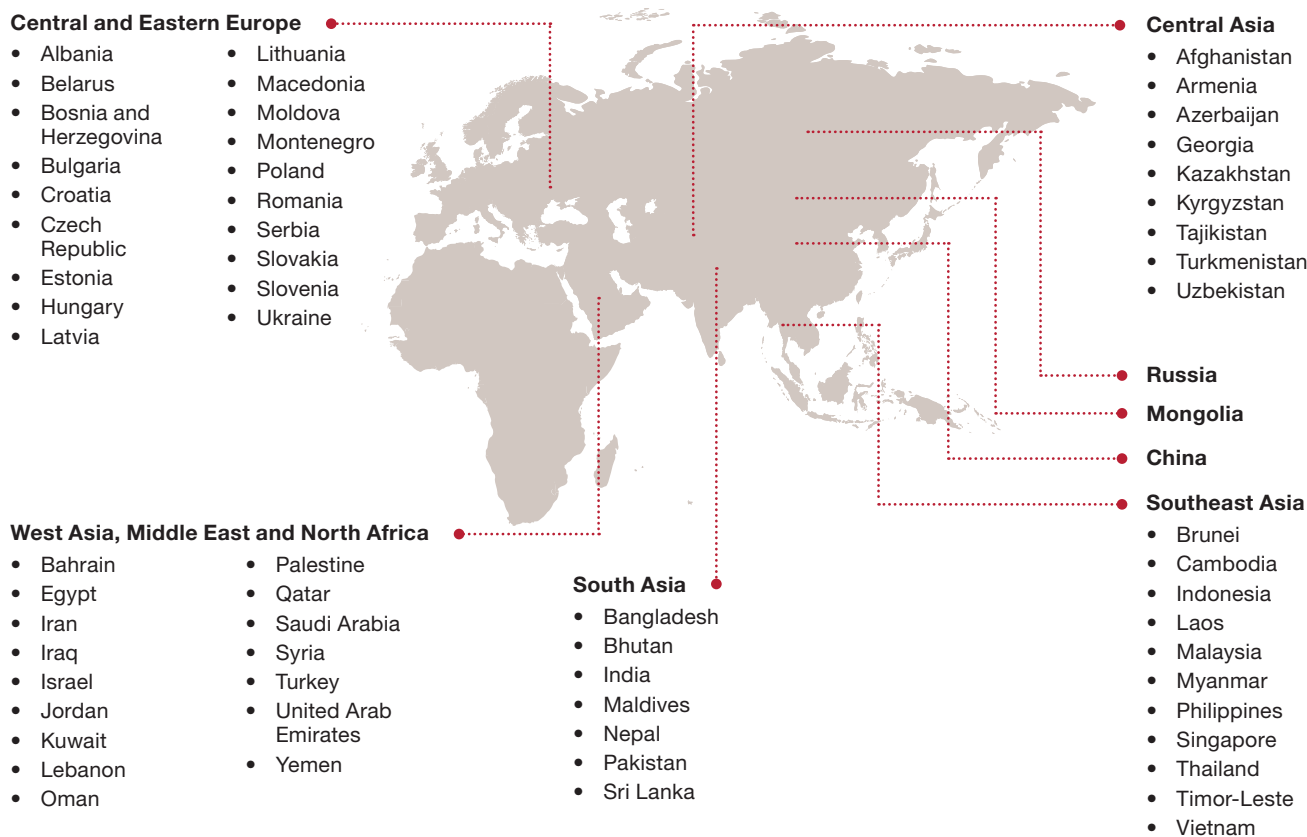 Central and Eastern Europe
• Albania
• Belarus
• Bosnia and
Herzegovina
• Bulgaria
• Croatia
• Czech
Republic
• Estonia
• Hungary
• Latvia
• Lithuania
• Macedonia
• Moldova
• Montenegro
• Poland
• Romania
• Serbia
• Slovakia
• Slovenia
• Ukraine
Central Asia
• Afghanistan
• Armenia
• Azerbaijan
• Georgia
• Kazakhstan
• Kyrgyzstan
• Tajikistan
• Turkmenistan
• Uzbekistan
Russia
Mongolia
China
Southeast Asia
• Brunei
• Cambodia
• Indonesia
• Laos
• Malaysia
• Myanmar
• Philippines
• Singapore
• Thailand
• Timor-Leste
• Vietnam
West Asia, Middle East and North Africa
• Bahrain
• Egypt
• Iran
• Iraq
• Israel
• Jordan
• Kuwait
• Lebanon
• Oman
• Palestine
• Qatar
• Saudi Arabia
• Syria
• Turkey
• United Arab
Emirates
• Yemen
South Asia
• Bangladesh
• Bhutan
• India
• Maldives
• Nepal
• Pakistan
• Sri Lanka